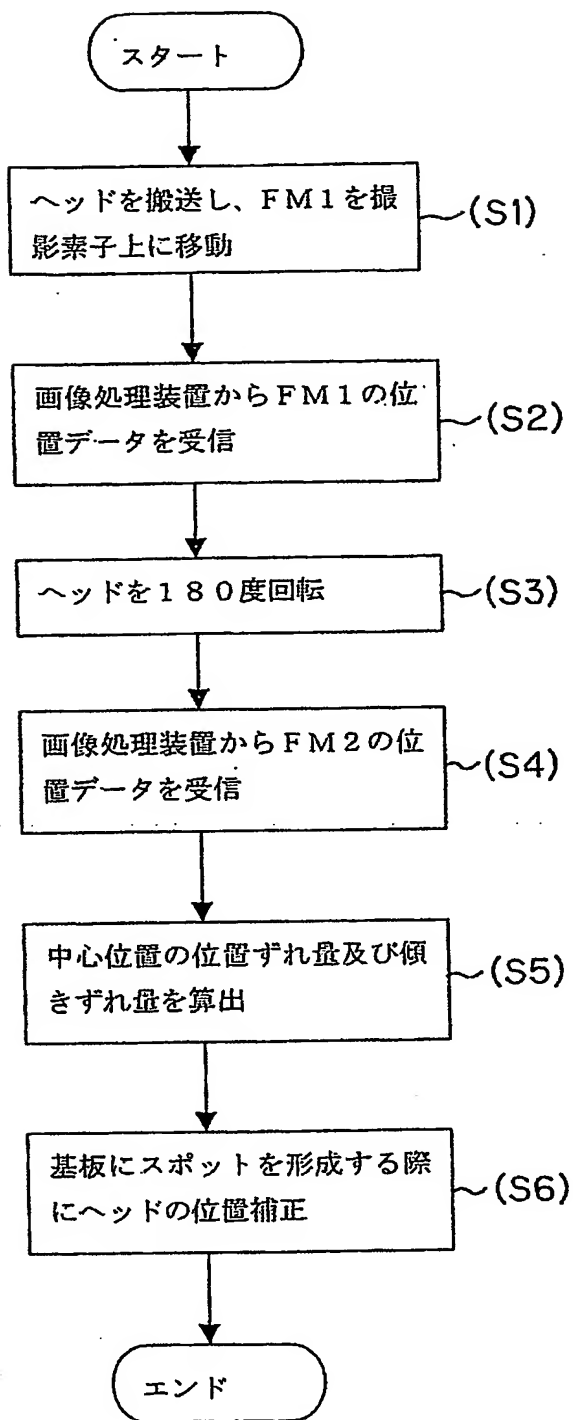 スタート
ヘッドを搬送し、FM1を撮
影素子上に移動
(S1)
画像処理装置からFM1の位
置データを受信
(S2)
ヘッドを180度回転
(S3)
画像処理装置からFM2の位
置データを受信
(S4)
中心位置の位置ずれ量及び傾
きずれ量を算出
(S5)
基板にスポットを形成する際
にヘッドの位置補正
(S6)
エンド